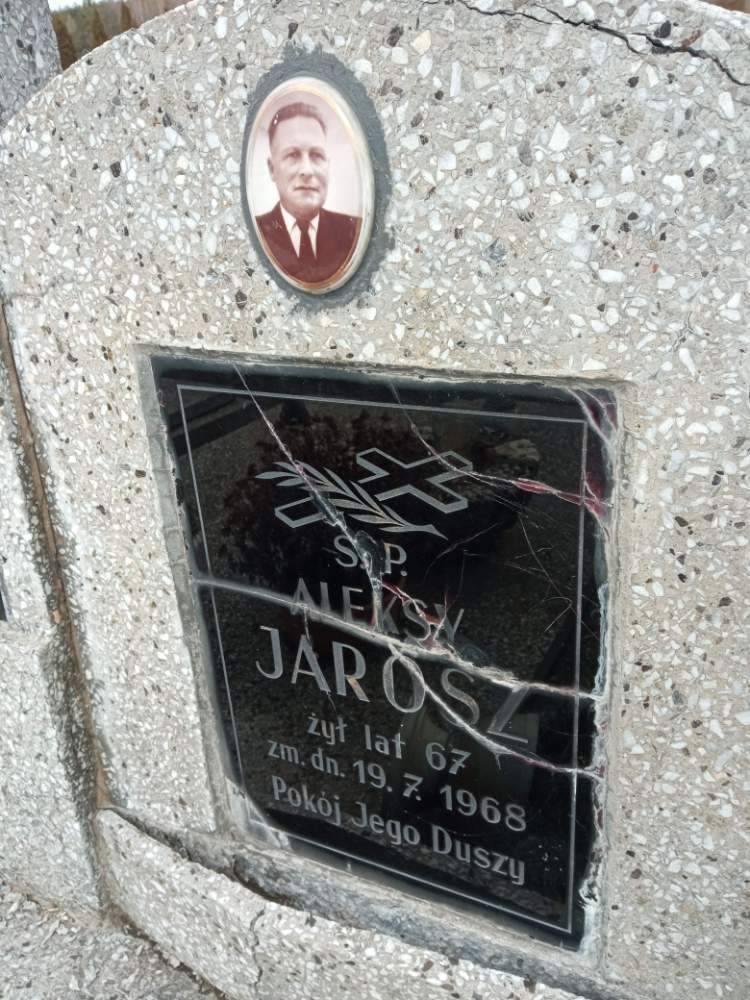 Ś. P.
ALEKSY
JAROSZ
żył lat 67
zm. dn. 19. 7. 1968
Pokój Jego Duszy